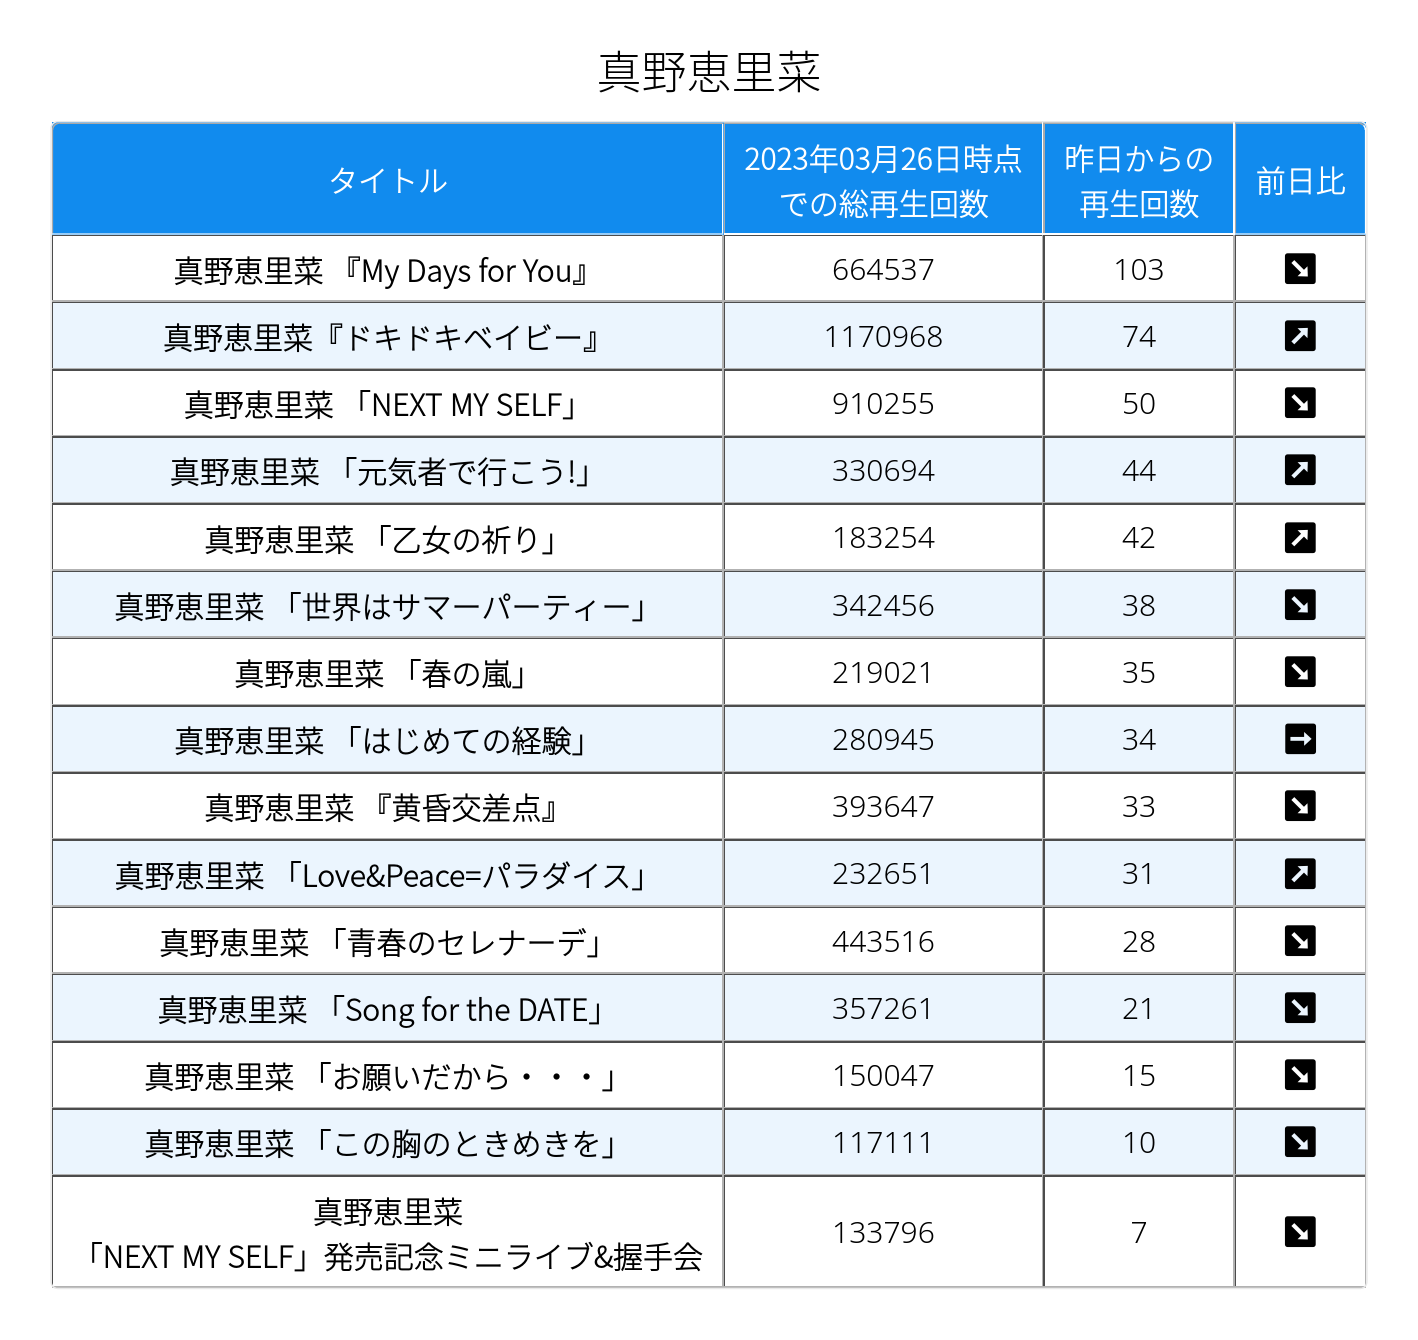 真野恵里菜
タイトル
2023年03月26日時点
での総再生回数
昨日からの
再生回数
前日比
真野恵里菜 『My Days for You』 664537 103 ↘
真野恵里菜『ドキドキベイビー』 1170968 74 ↗
真野恵里菜 「NEXT MY SELF」 910255 50 ↘
真野恵里菜 「元気者で行こう!」 330694 44 ↗
真野恵里菜 「乙女の祈り」 183254 42 ↗
真野恵里菜 「世界はサマーパーティー」 342456 38 ↘
真野恵里菜 「春の嵐」 219021 35 ↘
真野恵里菜 「はじめての経験」 280945 34 →
真野恵里菜 『黄昏交差点』 393647 33 ↘
真野恵里菜 「Love&Peace=パラダイス」 232651 31 ↗
真野恵里菜 「青春のセレナーデ」 443516 28 ↘
真野恵里菜 「Song for the DATE」 357261 21 ↘
真野恵里菜 「お願いだから・・・」 150047 15 ↘
真野恵里菜 「この胸のときめきを」 117111 10 ↘
真野恵里菜
「NEXT MY SELF」発売記念ミニライブ&握手会 133796 7 ↘